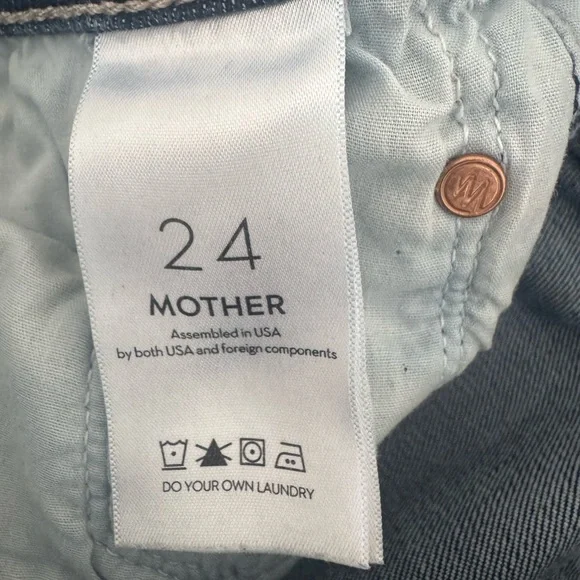 24
MOTHER
Assembled in USA
by both USA and foreign components
DO YOUR OWN LAUNDRY
M